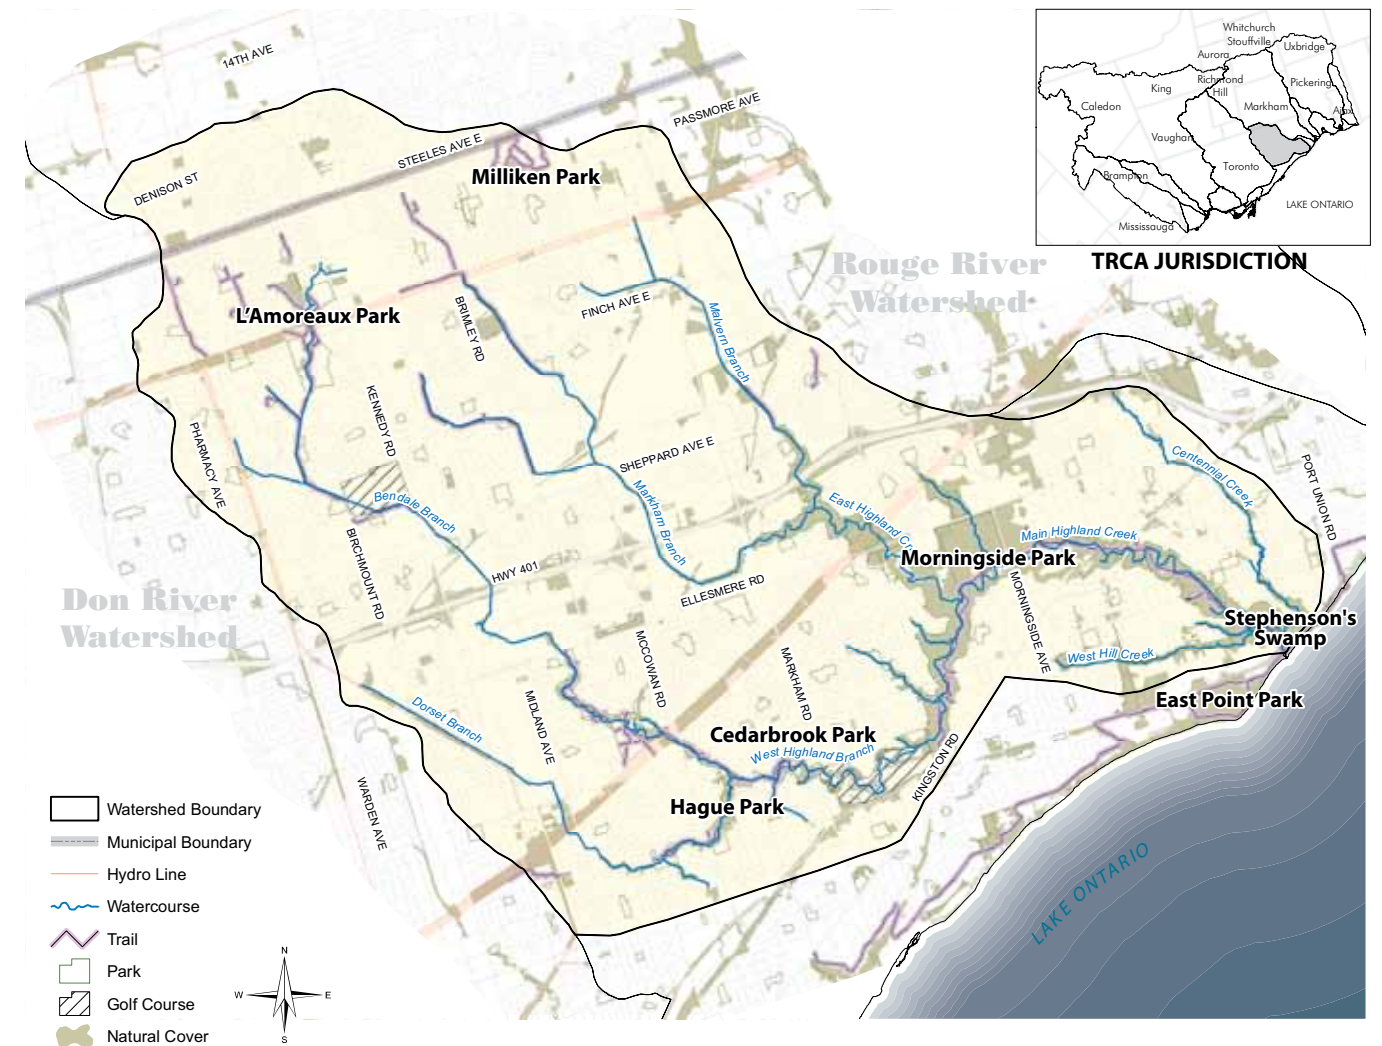 14TH AVE
PASSMORE AVE
STEELES AVE E
DENISON ST
Milliken Park
Whitchurch
Stouffville
Aurora
Uxbridge
Richmond
Hill
King
Pickering
Caledon
Markham
Ajax
Vaughan
Toronto
Brampton
LAKE ONTARIO
Mississauga
TRCA JURISDICTION
Rouge River
Watershed
L'Amoreaux Park
BRIMLEY RD
FINCH AVE E
Malvern Branch
KENNEDY RD
PHARMACY AVE
SHEPPARD AVE E
Markham Branch
Bendale Branch
BIRCHMOUNT RD
HWY 401
ELLESMERE RD
East Highland Cr
Centennial Creek
PORT UNION RD
Main Highland Creek
Morningside Park
MORNINGSIDE AVE
Don River
Watershed
Stephenson's
Swamp
West Hill Creek
East Point Park
MCCOWAN RD
MARKHAM RD
MIDLAND AVE
Dorset Branch
Cedarbrook Park
West Highland Branch
KINGSTON RD
Hague Park
WARDEN AVE
LAKE ONTARIO
Watershed Boundary
Municipal Boundary
Hydro Line
Watercourse
Trail
Park
Golf Course
Natural Cover
N
W
E
S